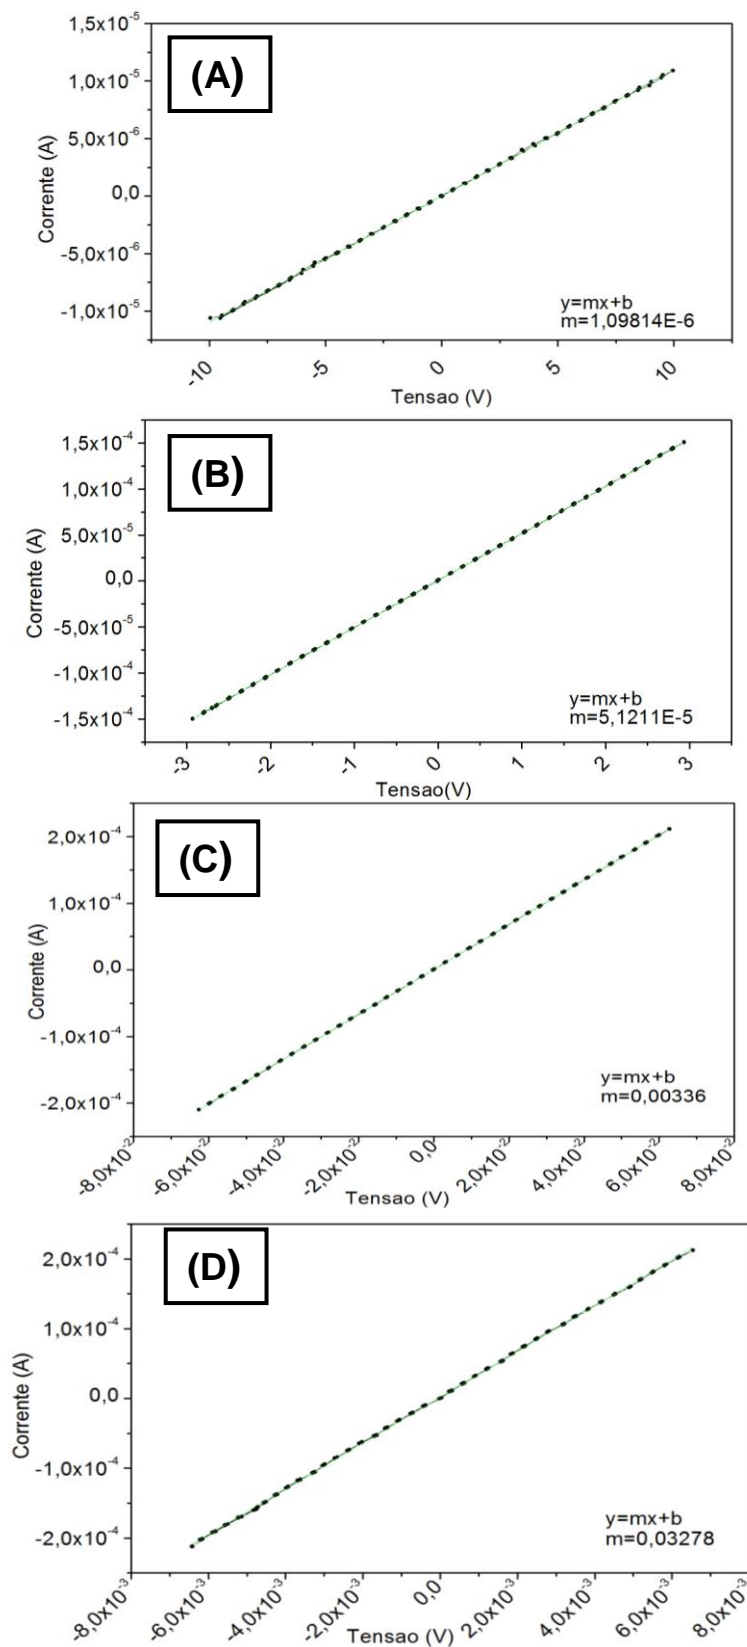 (A)
1,5x10⁻⁵
1,0x10⁻⁵
5,0x10⁻⁶
0,0
-5,0x10⁻⁶
-1,0x10⁻⁵
Corrente (A)
y=mx+b
m=1,09814E-6
-10 -5 0 5 10
Tensao (V)
(B)
1,5x10⁻⁴
1,0x10⁻⁴
5,0x10⁻⁵
0,0
-5,0x10⁻⁵
-1,0x10⁻⁴
-1,5x10⁻⁴
Corrente (A)
y=mx+b
m=5,1211E-5
-3 -2 -1 0 1 2 3
Tensao(V)
(C)
2,0x10⁻⁴
1,0x10⁻⁴
0,0
-1,0x10⁻⁴
-2,0x10⁻⁴
Corrente (A)
y=mx+b
m=0,00336
-8,0x10⁻² -6,0x10⁻² -4,0x10⁻² -2,0x10⁻² 0,0 2,0x10⁻² 4,0x10⁻² 6,0x10⁻² 8,0x10⁻²
Tensao (V)
(D)
2,0x10⁻⁴
1,0x10⁻⁴
0,0
-1,0x10⁻⁴
-2,0x10⁻⁴
Corrente (A)
y=mx+b
m=0,03278
-8,0x10⁻³ -6,0x10⁻³ -4,0x10⁻³ -2,0x10⁻³ 0,0 2,0x10⁻³ 4,0x10⁻³ 6,0x10⁻³ 8,0x10⁻³
Tensao (V)